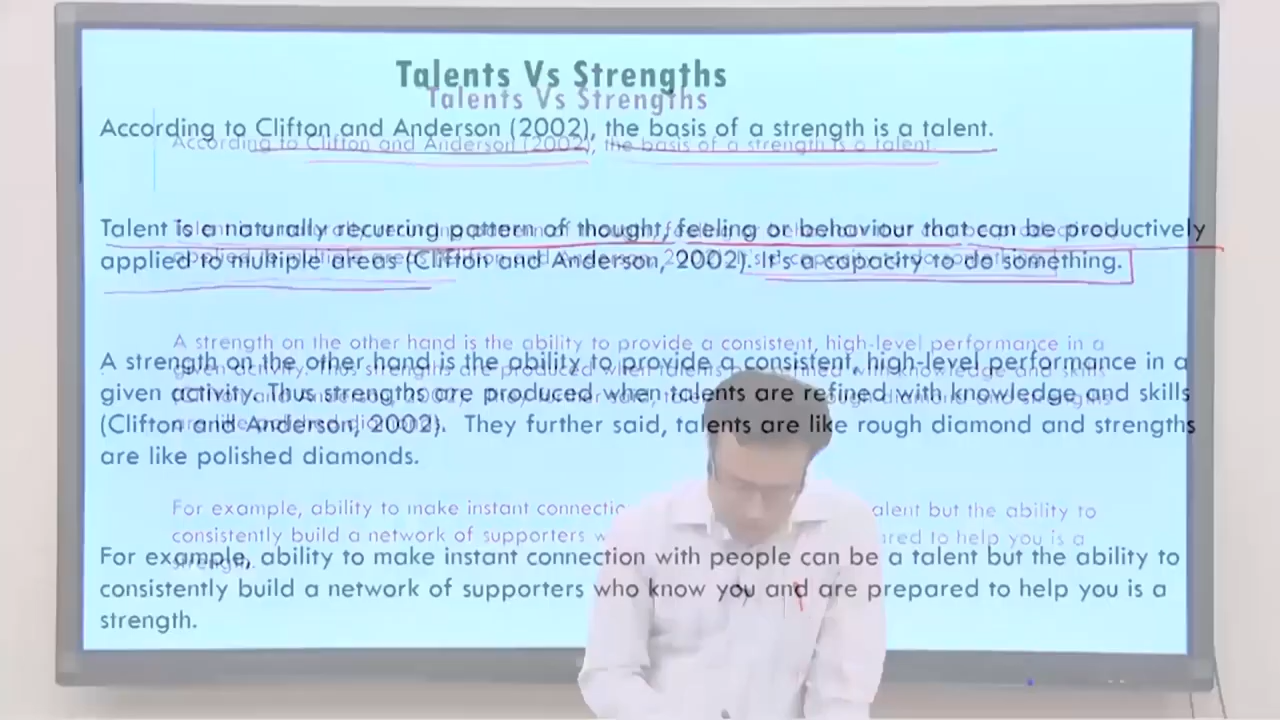 Talents Vs Strengths
According to Clifton and Anderson (2002), the basis of a strength is a talent.
Talent is a naturally recurring pattern of thought, feeling or behaviour that can be productively
applied to multiple areas (Clifton and Anderson, 2002). It's a capacity to do something.
A strength on the other hand is the ability to provide a consistent, high-level performance in a
given activity. Thus strengths are produced when talents are refined with knowledge and skills
(Clifton and Anderson, 2002). They further said, talents are like rough diamond and strengths
are like polished diamonds.
For example, ability to make instant connection with people can be a talent but the ability to
consistently build a network of supporters who know you and are prepared to help you is a
strength.